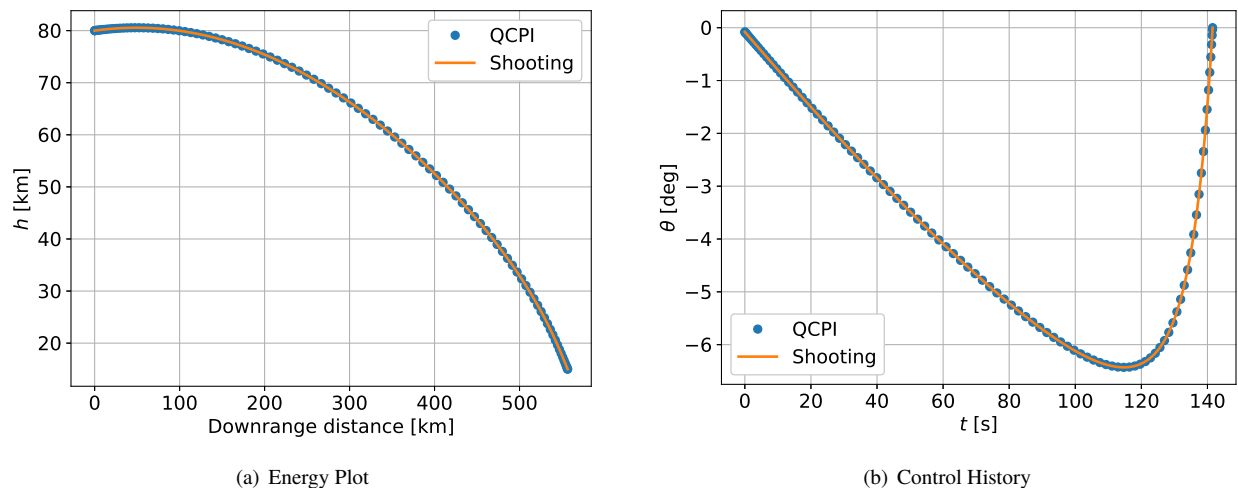 80
70
60
50
40
30
20
h [km]
0 100 200 300 400 500
Downrange distance [km]
QCPI
Shooting
(a) Energy Plot
0
−1
−2
−3
−4
−5
−6
θ [deg]
0 20 40 60 80 100 120 140
t [s]
QCPI
Shooting
(b) Control History